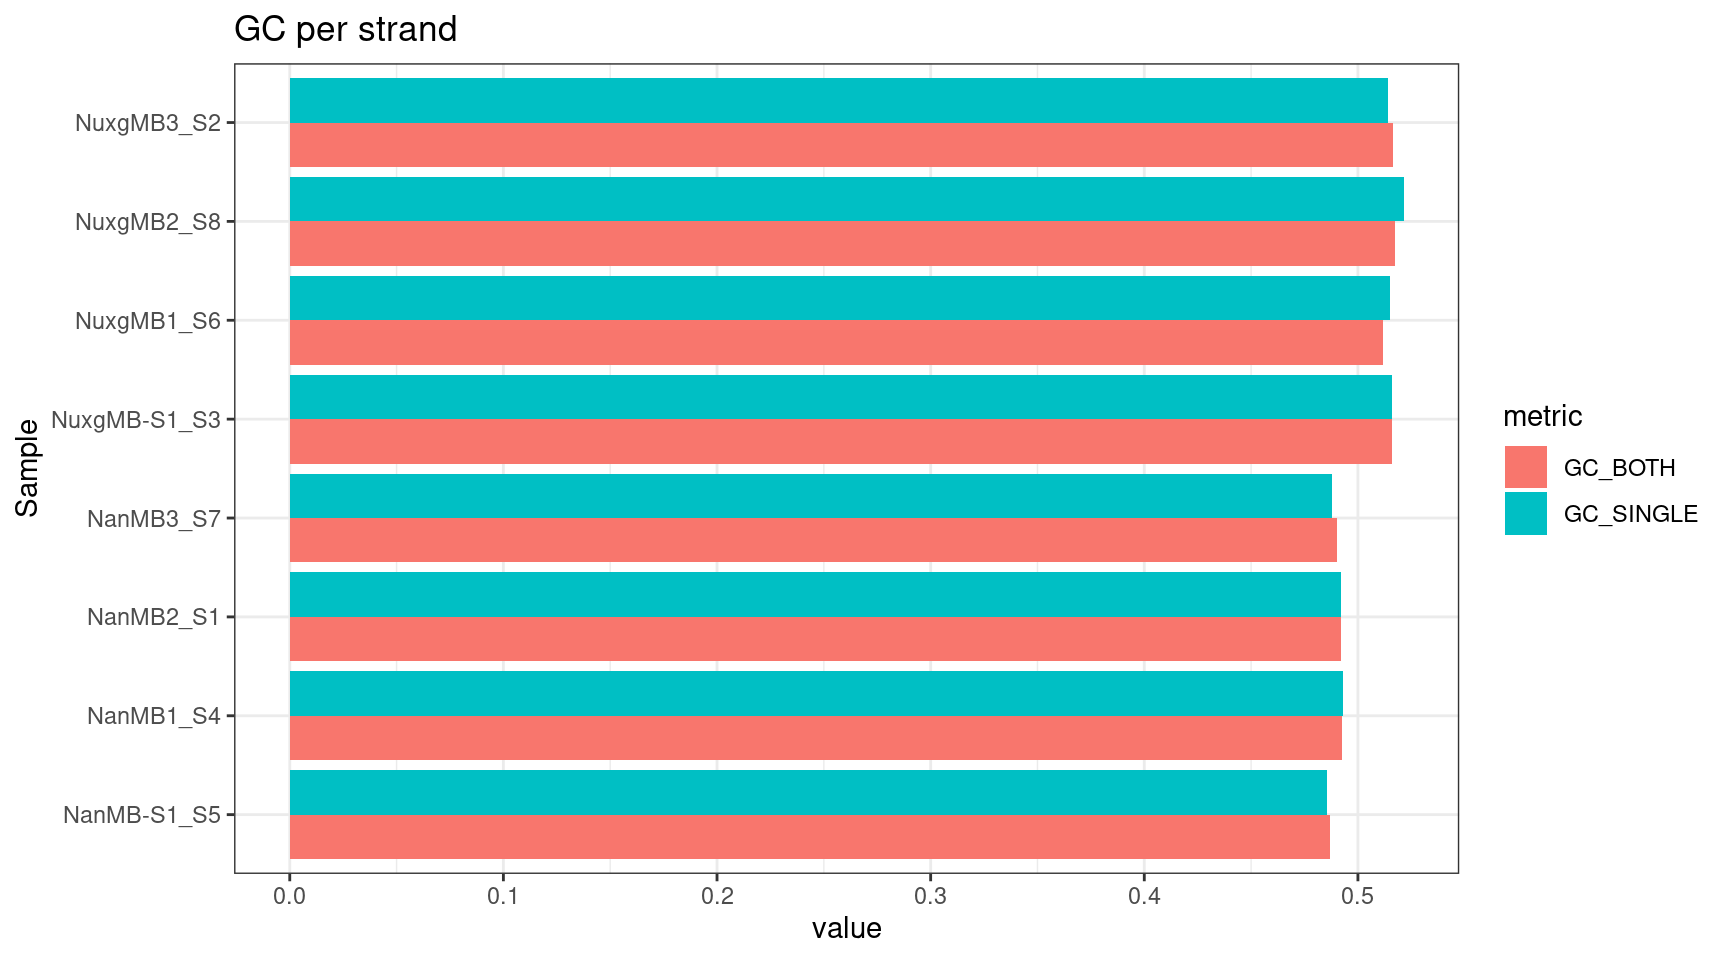 GC per strand
NuxgMB3_S2
NuxgMB2_S8
NuxgMB1_S6
NuxgMB-S1_S3
NanMB3_S7
NanMB2_S1
NanMB1_S4
NanMB-S1_S5
Sample
0.0 0.1 0.2 0.3 0.4 0.5
value
metric
GC_BOTH
GC_SINGLE